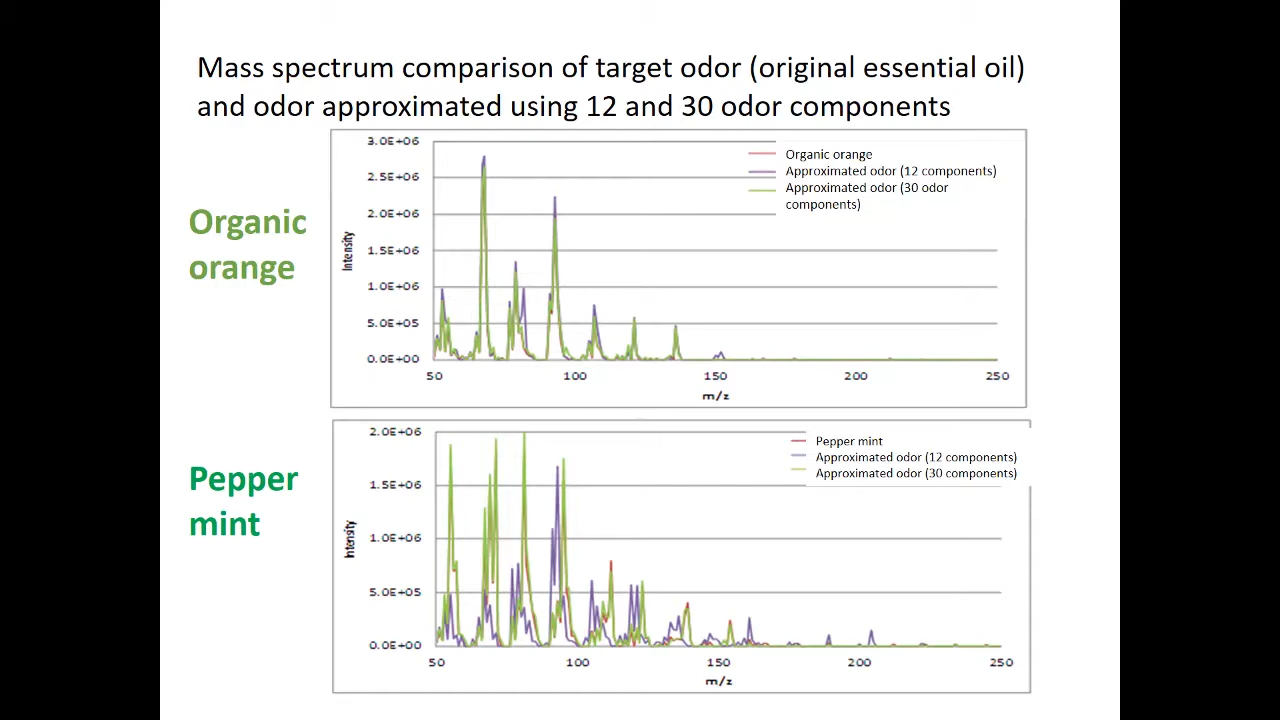 Mass spectrum comparison of target odor (original essential oil)
and odor approximated using 12 and 30 odor components
Organic
orange
3.0E+06
2.5E+06
2.0E+06
1.5E+06
1.0E+06
5.0E+05
0.0E+00
Intensity
50 100 150 200 250
m/z
Organic orange
Approximated odor (12 components)
Approximated odor (30 odor
components)
Pepper
mint
2.0E+06
1.5E+06
1.0E+06
5.0E+05
0.0E+00
Intensity
50 100 150 200 250
m/z
Pepper mint
Approximated odor (12 components)
Approximated odor (30 components)